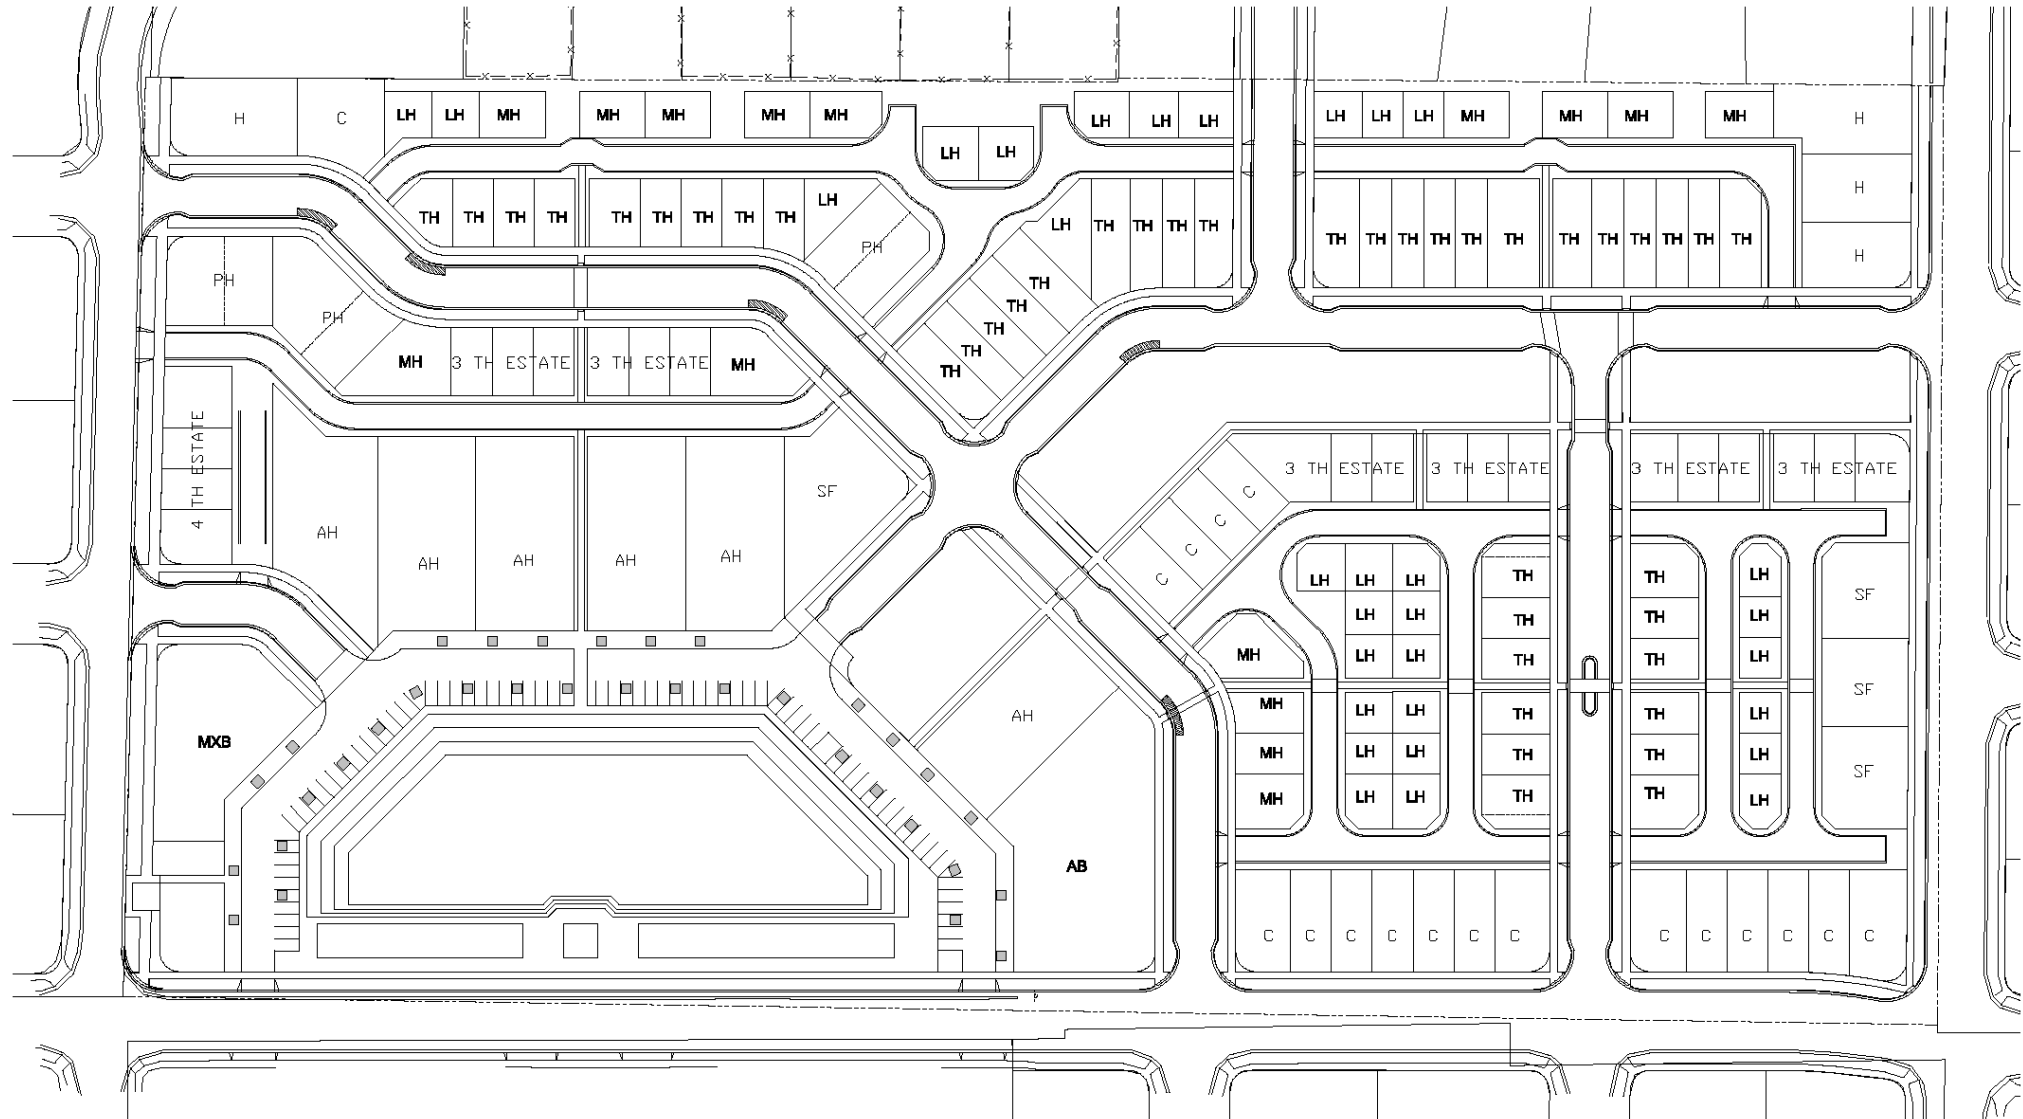 H C LH LH MH MH MH MH MH LH LH LH LH LH LH MH MH MH MH H
LH LH
H
TH TH TH TH TH TH TH TH TH LH LH TH TH TH TH
TH TH TH TH TH TH TH TH TH TH TH TH
PH H
PH TH
TH
PH TH
TH
MH 3 TH ESTATE 3 TH ESTATE MH TH
4 TH ESTATE
SF C 3 TH ESTATE 3 TH ESTATE 3 TH ESTATE 3 TH ESTATE
C
AH C
AH AH AH AH C
LH LH LH TH TH LH
SF
LH LH TH TH LH
MH LH LH TH TH LH
SF
MH LH LH TH TH LH
AH
MXB
MH LH LH TH TH LH
SF
MH LH LH TH TH LH
AB
C C C C C C C C C C C C C